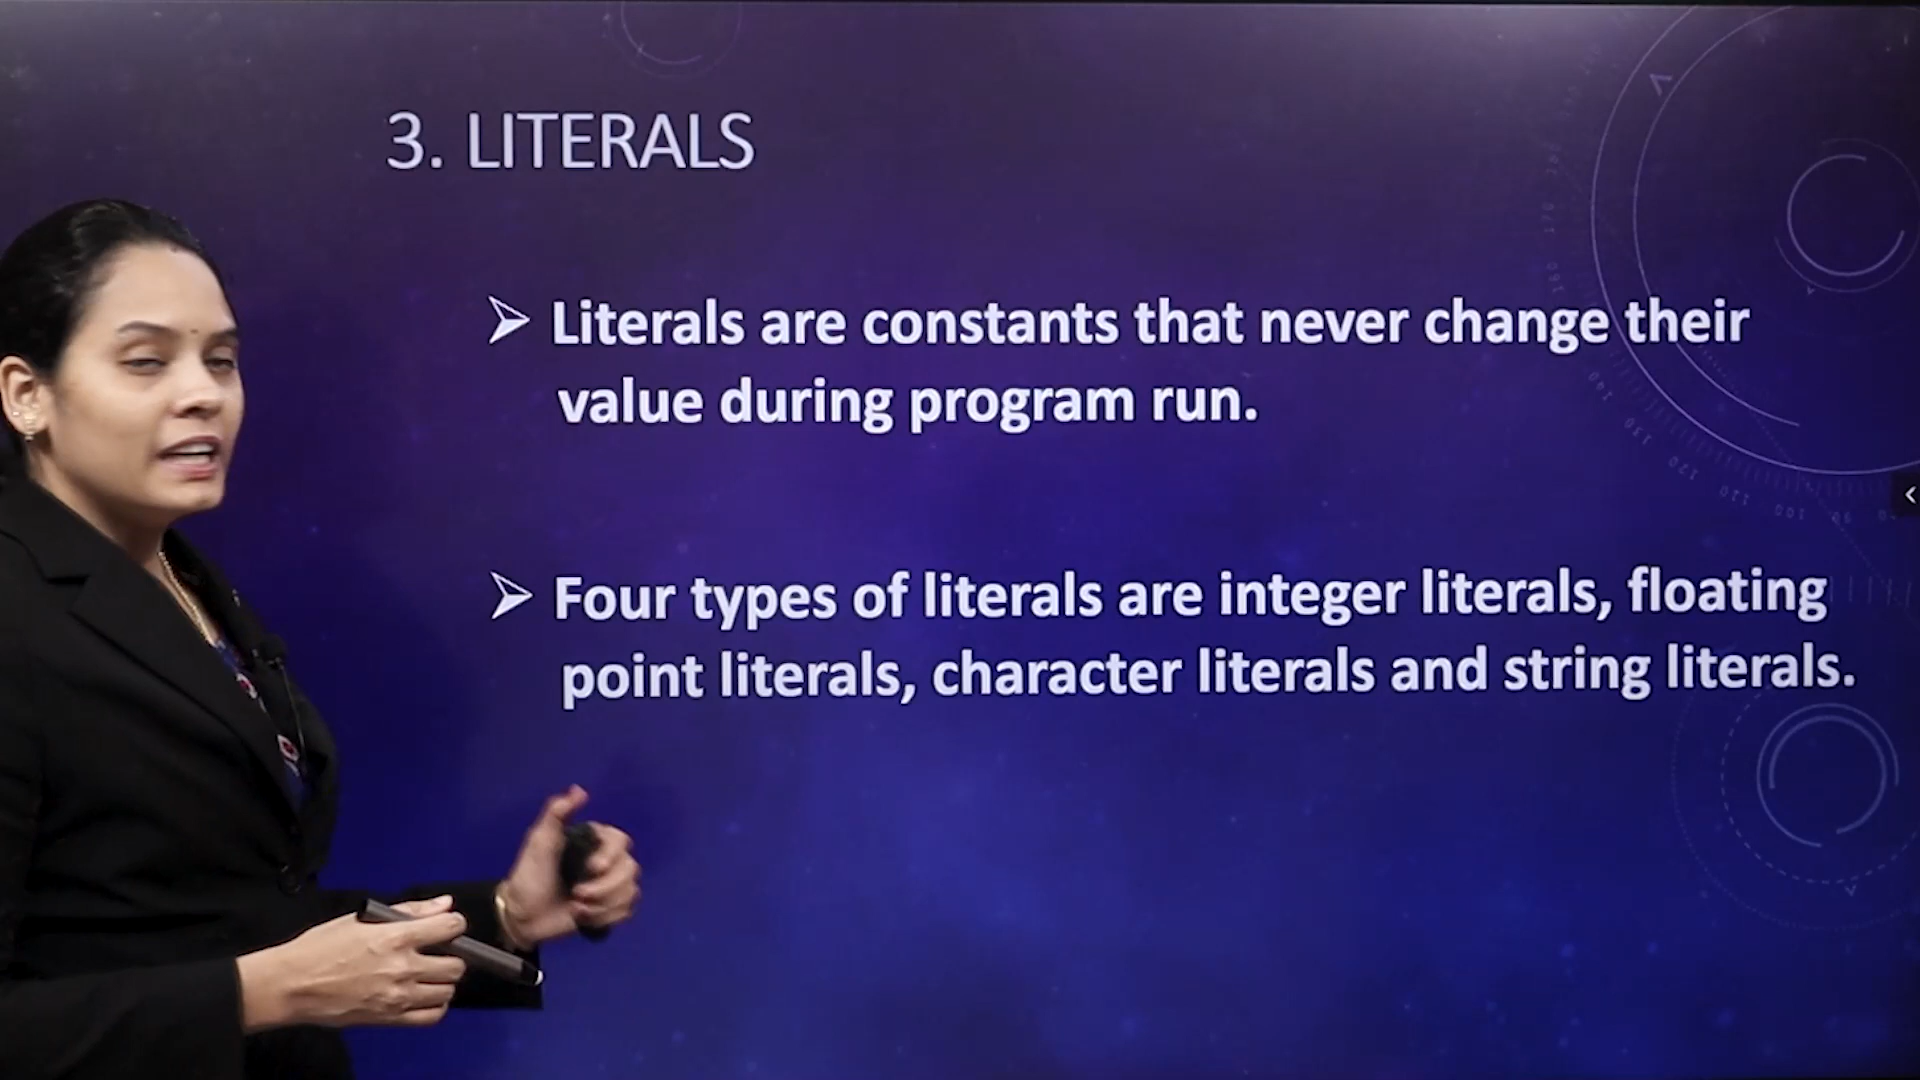 3. LITERALS
➢ Literals are constants that never change their
value during program run.
➢ Four types of literals are integer literals, floating
point literals, character literals and string literals.